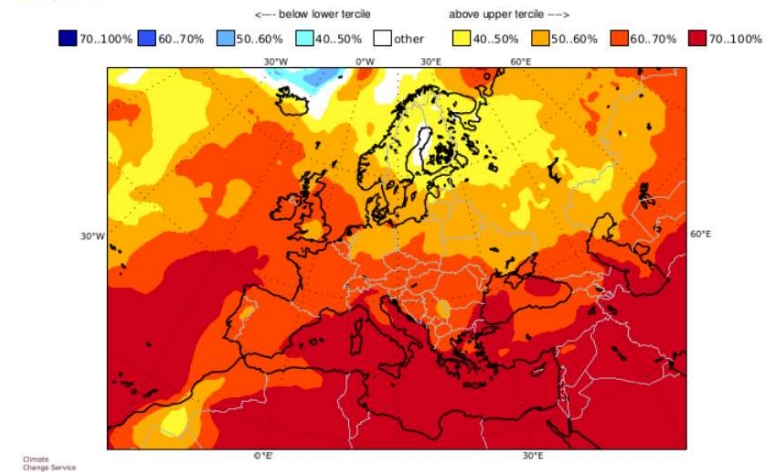 <---- below lower tercile above upper tercile ---->
70..100% 60..70% 50..60% 40..50% other 40..50% 50..60% 60..70% 70..100%
30°W 0°W 30°E 60°E
30°W 60°E
0°E 30°E
Climate
Change Service